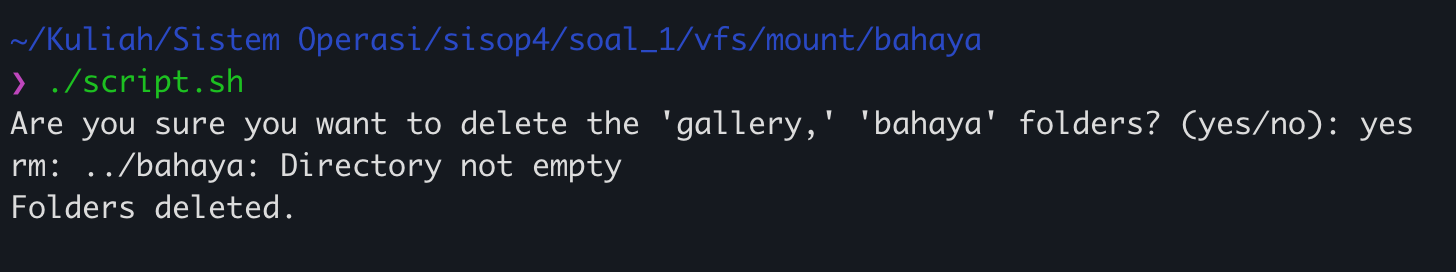 ~/Kuliah/Sistem Operasi/sisop4/soal_1/vfs/mount/bahaya
❯ ./script.sh
Are you sure you want to delete the 'gallery,' 'bahaya' folders? (yes/no): yes
rm: ../bahaya: Directory not empty
Folders deleted.